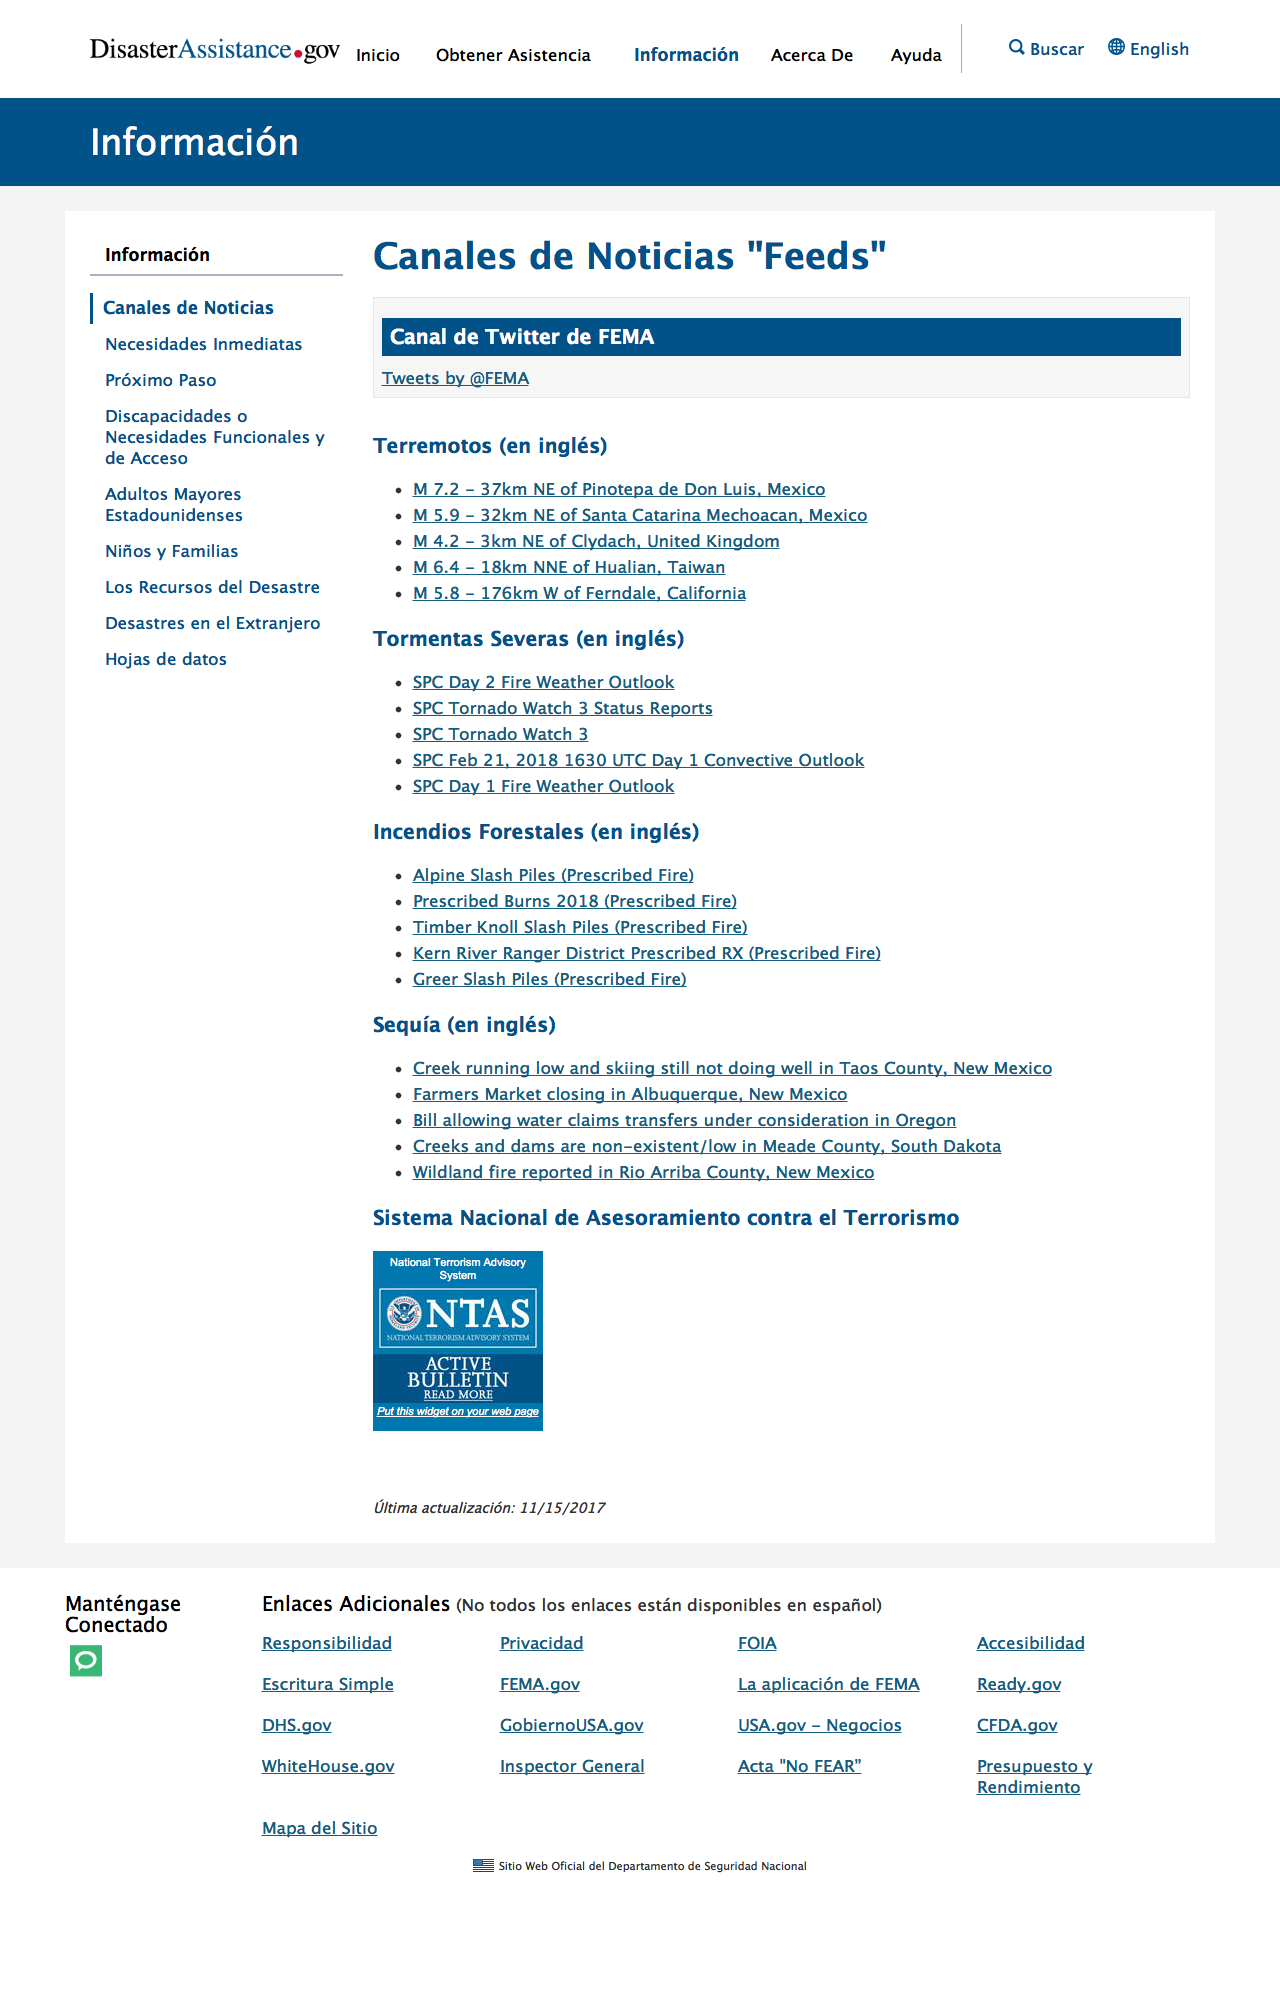 DisasterAssistance.gov
Inicio
Obtener Asistencia
Información
Acerca De
Ayuda
Buscar
English
Información
Información
Canales de Noticias
Necesidades Inmediatas
Próximo Paso
Discapacidades o
Necesidades Funcionales y
de Acceso
Adultos Mayores
Estadounidenses
Niños y Familias
Los Recursos del Desastre
Desastres en el Extranjero
Hojas de datos
Canales de Noticias "Feeds"
Canal de Twitter de FEMA
Tweets by @FEMA
Terremotos (en inglés)
M 7.2 - 37km NE of Pinotepa de Don Luis, Mexico
M 5.9 - 32km NE of Santa Catarina Mechoacan, Mexico
M 4.2 - 3km NE of Clydach, United Kingdom
M 6.4 - 18km NNE of Hualian, Taiwan
M 5.8 - 176km W of Ferndale, California
Tormentas Severas (en inglés)
SPC Day 2 Fire Weather Outlook
SPC Tornado Watch 3 Status Reports
SPC Tornado Watch 3
SPC Feb 21, 2018 1630 UTC Day 1 Convective Outlook
SPC Day 1 Fire Weather Outlook
Incendios Forestales (en inglés)
Alpine Slash Piles (Prescribed Fire)
Prescribed Burns 2018 (Prescribed Fire)
Timber Knoll Slash Piles (Prescribed Fire)
Kern River Ranger District Prescribed RX (Prescribed Fire)
Greer Slash Piles (Prescribed Fire)
Sequía (en inglés)
Creek running low and skiing still not doing well in Taos County, New Mexico
Farmers Market closing in Albuquerque, New Mexico
Bill allowing water claims transfers under consideration in Oregon
Creeks and dams are non-existent/low in Meade County, South Dakota
Wildland fire reported in Rio Arriba County, New Mexico
Sistema Nacional de Asesoramiento contra el Terrorismo
National Terrorism Advisory
System
NTAS
NATIONAL TERRORISM ADVISORY SYSTEM
ACTIVE
BULLETIN
READ MORE
Put this widget on your web page
Última actualización: 11/15/2017
Manténgase
Conectado
Enlaces Adicionales (No todos los enlaces están disponibles en español)
Responsibilidad
Privacidad
FOIA
Accesibilidad
Escritura Simple
FEMA.gov
La aplicación de FEMA
Ready.gov
DHS.gov
GobiernoUSA.gov
USA.gov - Negocios
CFDA.gov
WhiteHouse.gov
Inspector General
Acta "No FEAR”
Presupuesto y
Rendimiento
Mapa del Sitio
Sitio Web Oficial del Departamento de Seguridad Nacional